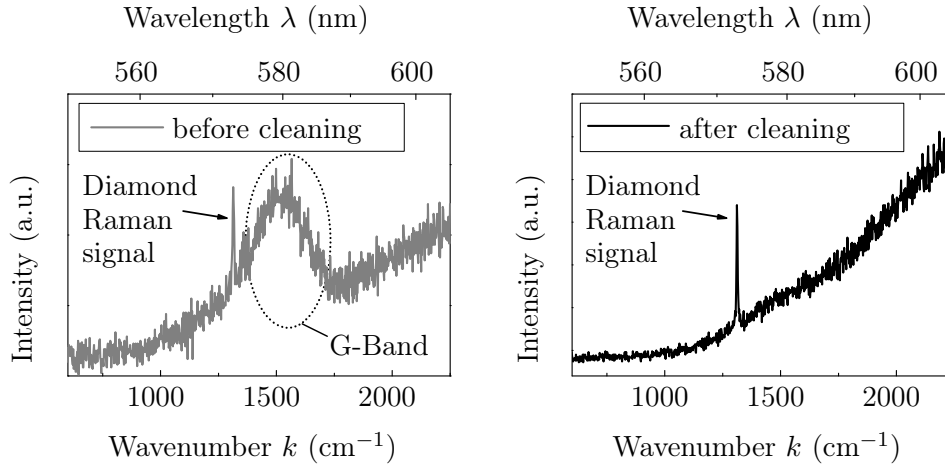 Wavelength λ (nm)
560 580 600
before cleaning
Diamond
Raman
signal
G-Band
Intensity (a.u.)
1000 1500 2000
Wavenumber k (cm⁻¹)
Wavelength λ (nm)
560 580 600
after cleaning
Diamond
Raman
signal
Intensity (a.u.)
1000 1500 2000
Wavenumber k (cm⁻¹)